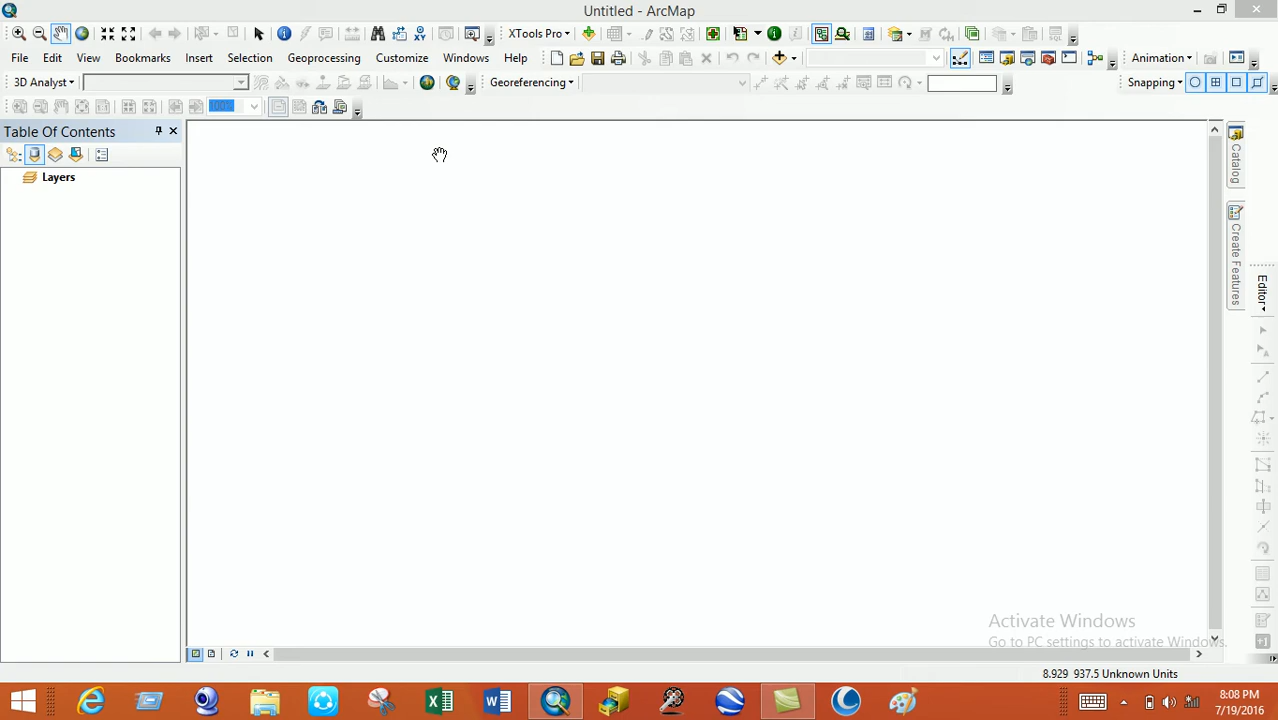 Untitled - ArcMap
XTools Pro
File Edit View Bookmarks Insert Selection Geoprocessing Customize Windows Help
Animation
3D Analyst
Georeferencing
Snapping
100%
Table Of Contents
Layers
Catalog
Create Features
Editor
Activate Windows
Go to PC settings to activate Windows.
8.929 937.5 Unknown Units
8:08 PM
7/19/2016